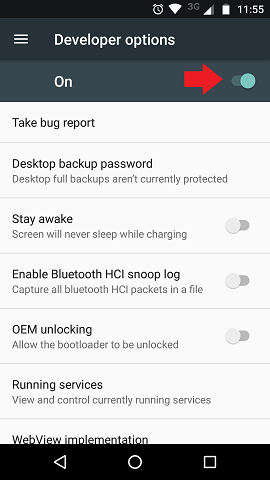 3G 11:55
Developer options
On
Take bug report
Desktop backup password
Desktop full backups aren't currently protected
Stay awake
Screen will never sleep while charging
Enable Bluetooth HCI snoop log
Capture all bluetooth HCI packets in a file
OEM unlocking
Allow the bootloader to be unlocked
Running services
View and control currently running services
WebView implementation